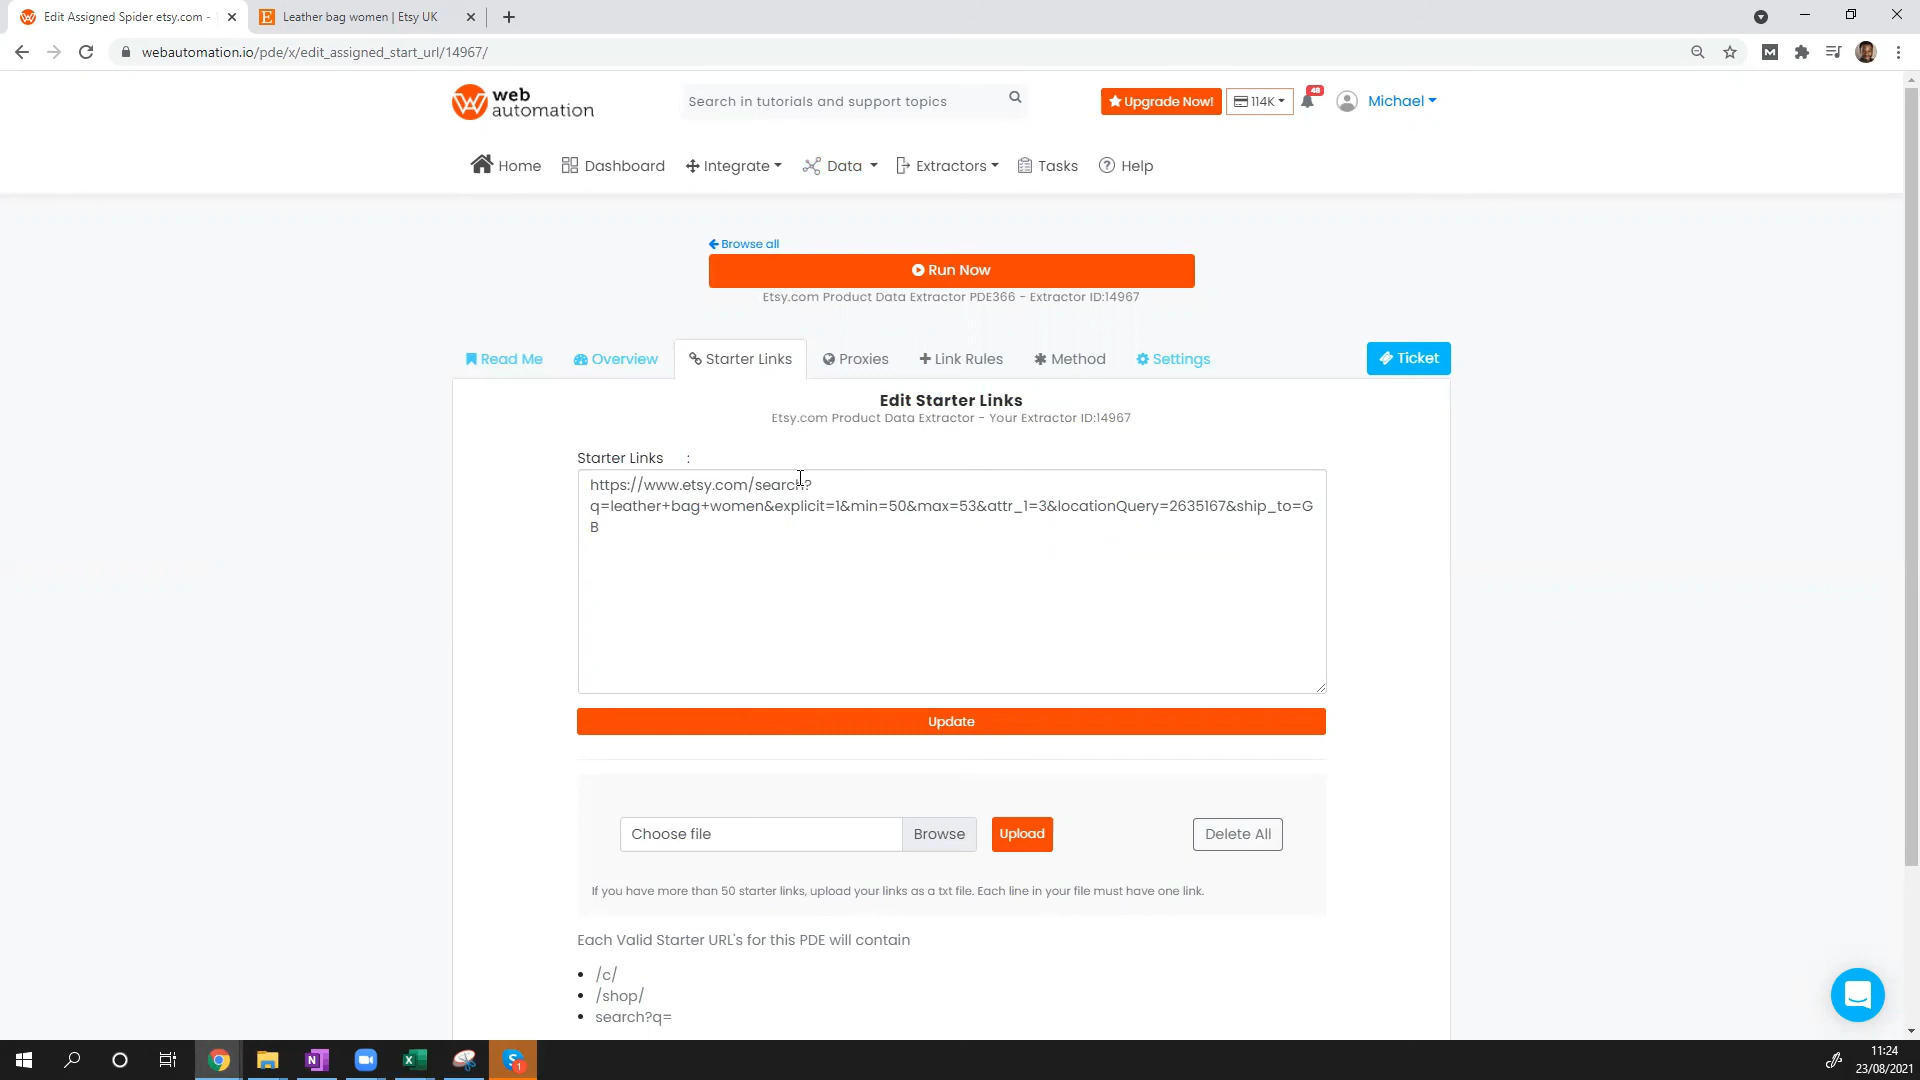 Edit Assigned Spider etsy.com -
Leather bag women | Etsy UK
webautomation.io/pde/x/edit_assigned_start_url/14967/
web
automation
Search in tutorials and support topics
Upgrade Now!
114K
48
Michael
Home
Dashboard
Integrate
Data
Extractors
Tasks
Help
Browse all
Run Now
Etsy.com Product Data Extractor PDE366 - Extractor ID:14967
Read Me
Overview
Starter Links
Proxies
Link Rules
Method
Settings
Ticket
Edit Starter Links
Etsy.com Product Data Extractor - Your Extractor ID:14967
Starter Links :
https://www.etsy.com/search?
q=leather+bag+women&explicit=1&min=50&max=53&attr_1=3&locationQuery=2635167&ship_to=G
B
Update
Choose file
Browse
Upload
Delete All
If you have more than 50 starter links, upload your links as a txt file. Each line in your file must have one link.
Each Valid Starter URL's for this PDE will contain
/c/
/shop/
search?q=
11:24
23/08/2021